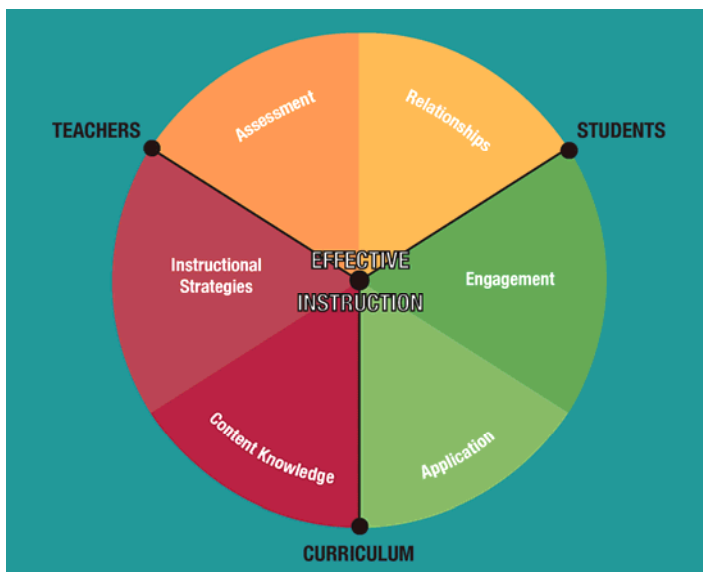 Assessment
Relationships
TEACHERS
STUDENTS
EFFECTIVE
INSTRUCTION
Instructional
Strategies
Engagement
Content Knowledge
Application
CURRICULUM